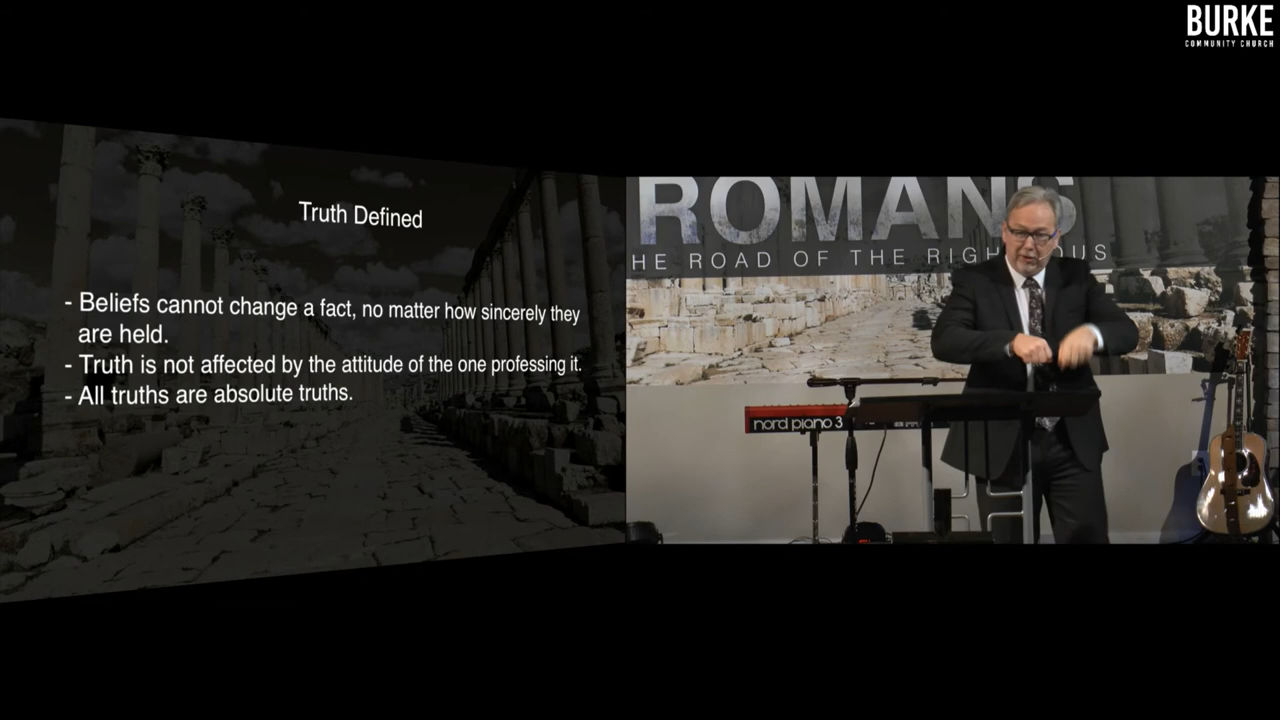 BURKE
COMMUNITY CHURCH
Truth Defined
- Beliefs cannot change a fact, no matter how sincerely they
are held.
- Truth is not affected by the attitude of the one professing it.
- All truths are absolute truths.
ROMANS
HE ROAD OF THE RIGH OUS
nord piano 3